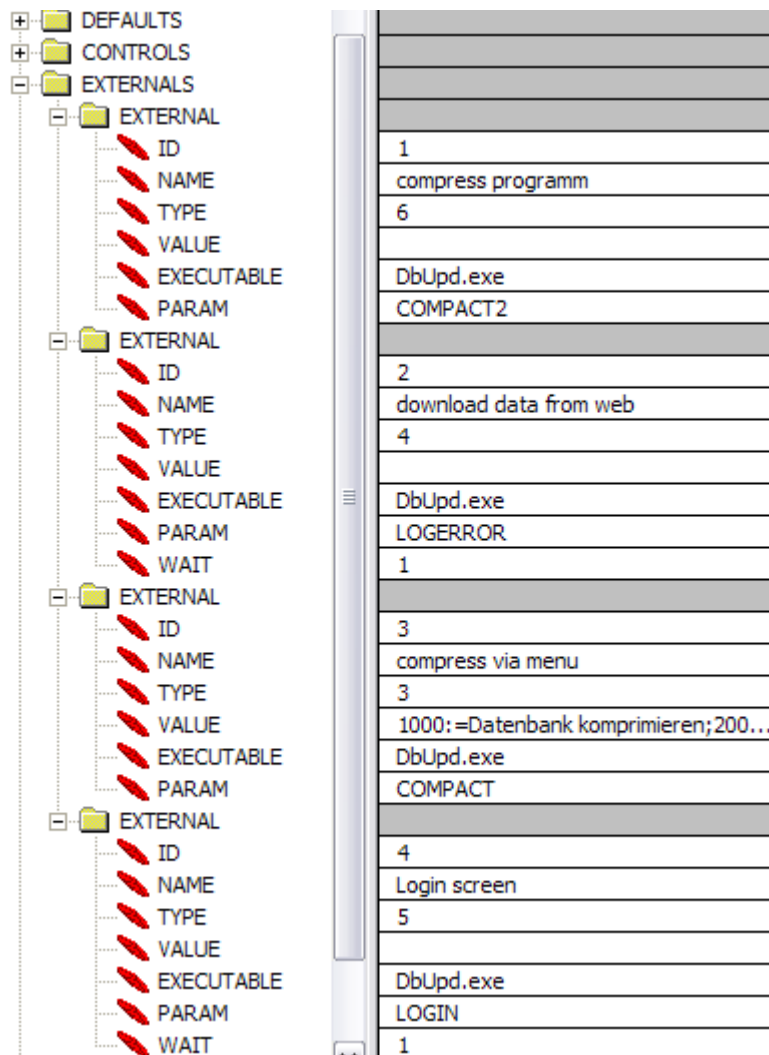 DEFAULTS
CONTROLS
EXTERNALS
EXTERNAL
ID 1
NAME compress programm
TYPE 6
VALUE
EXECUTABLE DbUpd.exe
PARAM COMPACT2
EXTERNAL
ID 2
NAME download data from web
TYPE 4
VALUE
EXECUTABLE DbUpd.exe
PARAM LOGERROR
WAIT 1
EXTERNAL
ID 3
NAME compress via menu
TYPE 3
VALUE 1000:=Datenbank komprimieren;200...
EXECUTABLE DbUpd.exe
PARAM COMPACT
EXTERNAL
ID 4
NAME Login screen
TYPE 5
VALUE
EXECUTABLE DbUpd.exe
PARAM LOGIN
WAIT 1